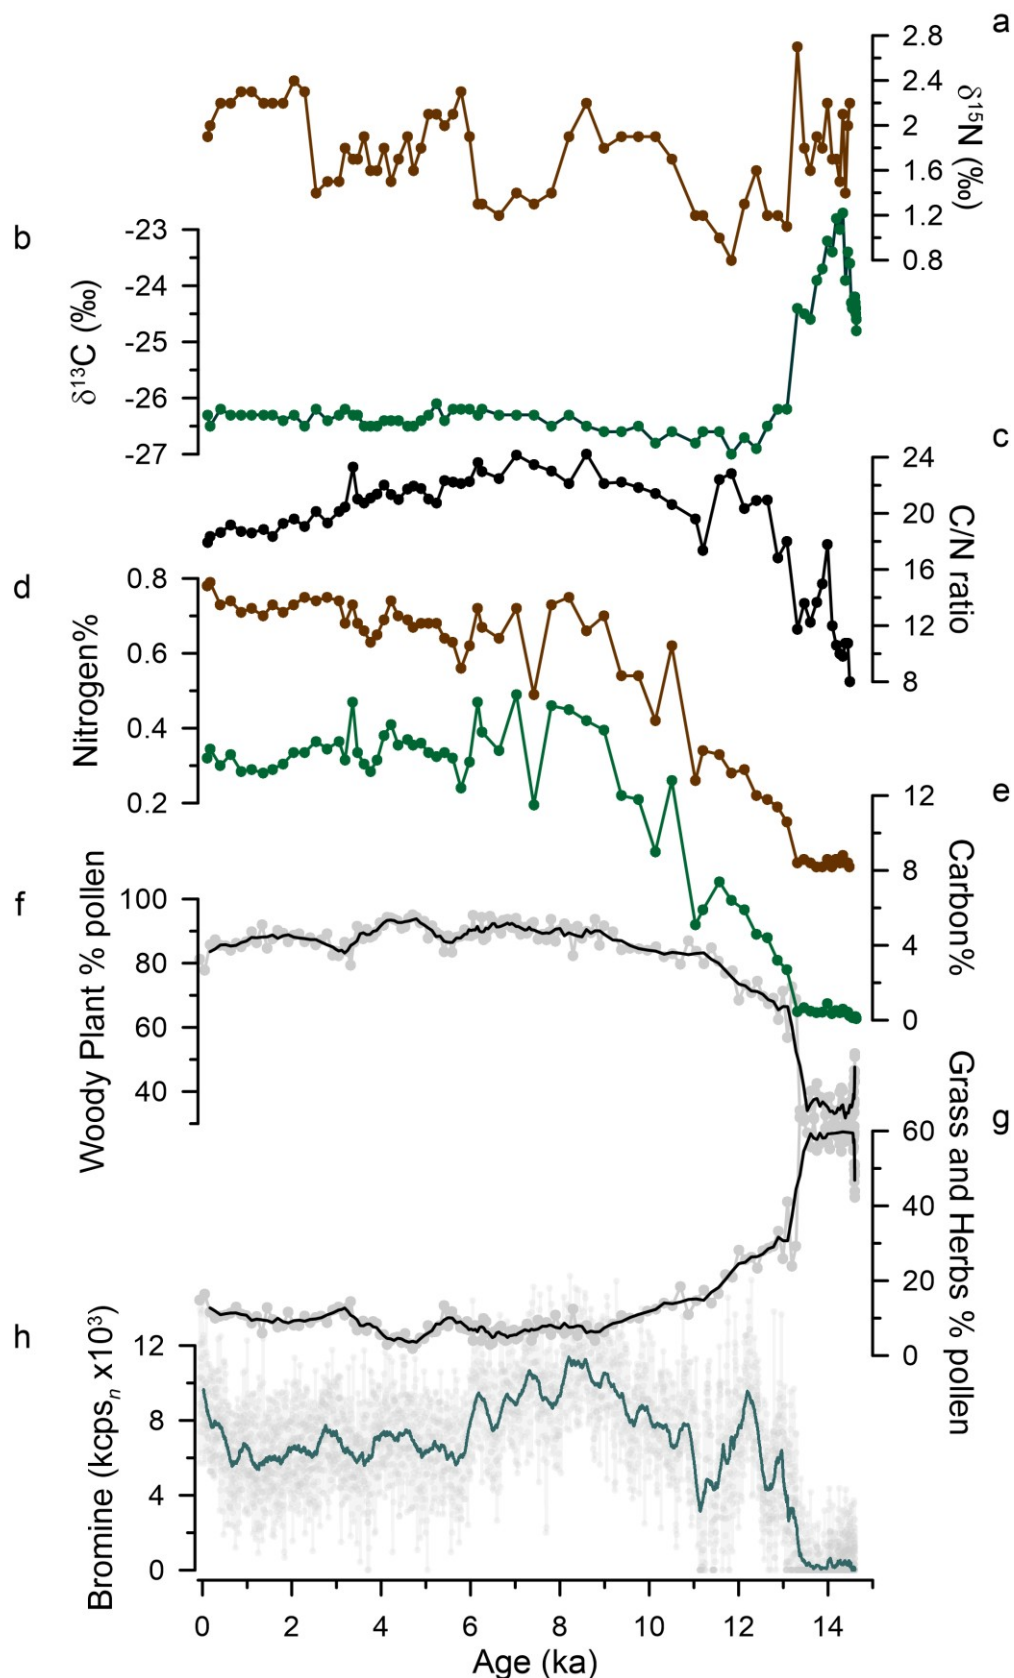 a
2.8
2.4
2
1.6
1.2
0.8
δ15N (‰)
b
-23
-24
-25
-26
-27
δ13C (‰)
c
24
20
16
12
8
C/N ratio
d
0.8
0.6
0.4
0.2
Nitrogen%
e
12
8
4
0
Carbon%
f
100
80
60
40
Woody Plant % pollen
g
60
40
20
0
Grass and Herbs % pollen
h
12
8
4
0
Bromine (kcpsn x10³)
0 2 4 6 8 10 12 14
Age (ka)